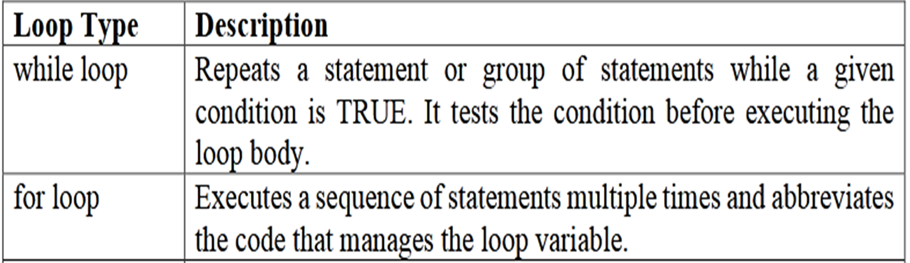 Loop Type Description
while loop Repeats a statement or group of statements while a given
condition is TRUE. It tests the condition before executing the
loop body.
for loop Executes a sequence of statements multiple times and abbreviates
the code that manages the loop variable.